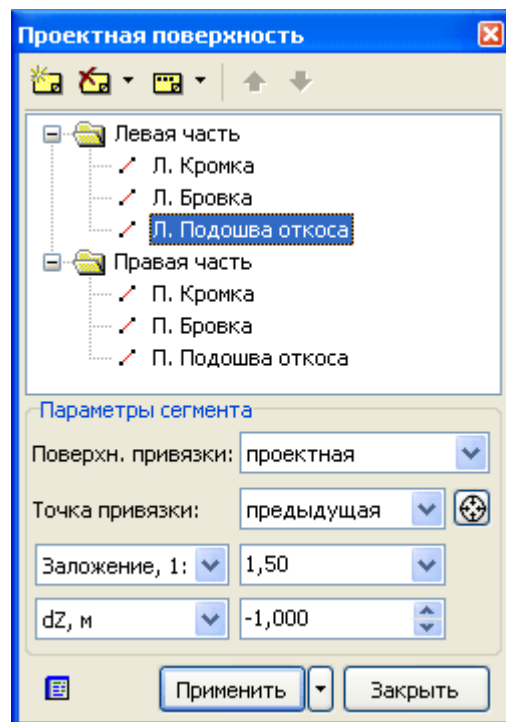 Проектная поверхность
Левая часть
Л. Кромка
Л. Бровка
Л. Подошва откоса
Правая часть
П. Кромка
П. Бровка
П. Подошва откоса
Параметры сегмента
Поверхн. привязки: проектная
Точка привязки: предыдущая
Заложение, 1: 1,50
dZ, м -1,000
Применить Закрыть